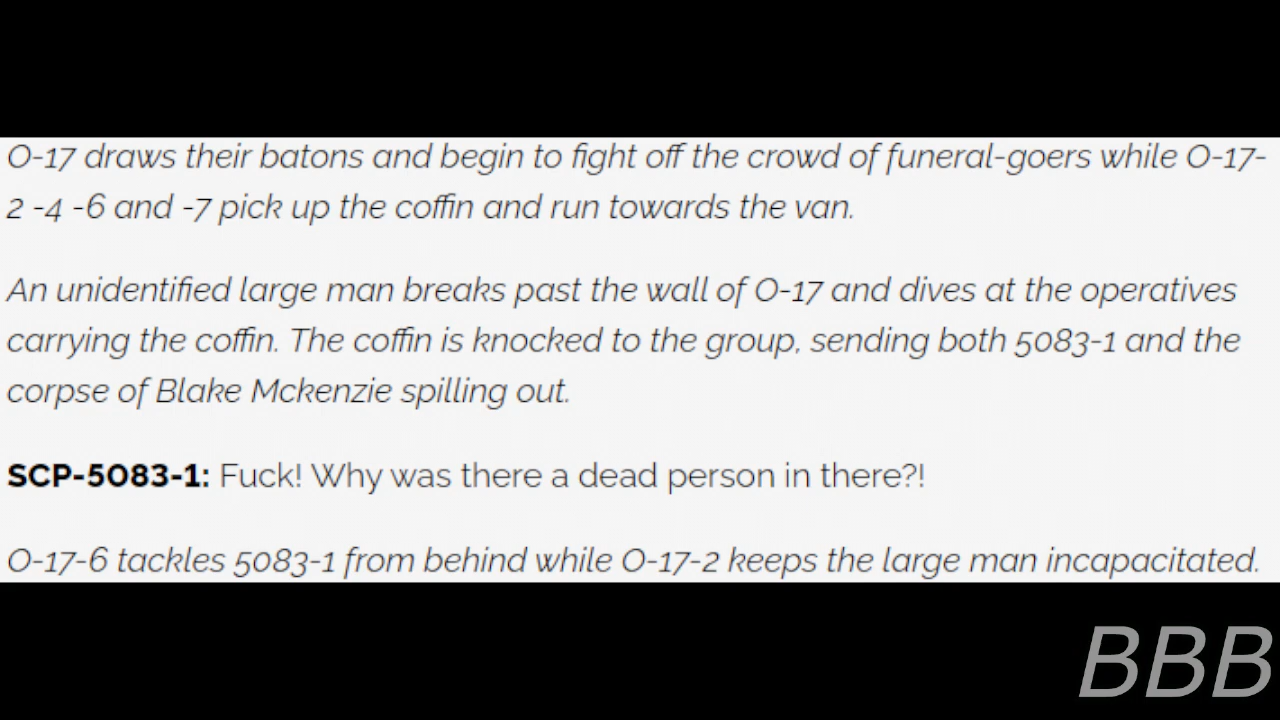 O-17 draws their batons and begin to fight off the crowd of funeral-goers while O-17-
2 -4 -6 and -7 pick up the coffin and run towards the van.
An unidentified large man breaks past the wall of O-17 and dives at the operatives
carrying the coffin. The coffin is knocked to the group, sending both 5083-1 and the
corpse of Blake Mckenzie spilling out.
SCP-5083-1: Fuck! Why was there a dead person in there?!
O-17-6 tackles 5083-1 from behind while O-17-2 keeps the large man incapacitated.
BBB